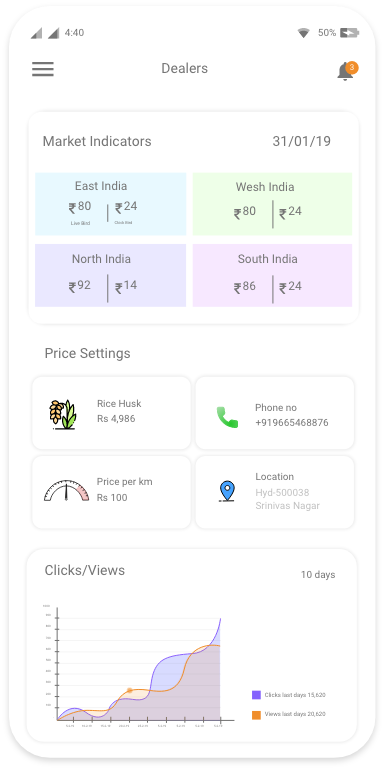 4:40
50%
Dealers
3
Market Indicators
31/01/19
East India
₹80
₹24
Live Bird
Chick Bird
Wesh India
₹80
₹24
North India
₹92
₹14
South India
₹86
₹24
Price Settings
Rice Husk
Rs 4,986
Phone no
+919665468876
Price per km
Rs 100
Location
Hyd-500038
Srinivas Nagar
Clicks/Views
10 days
Clicks last days 15,620
Views last days 20,620